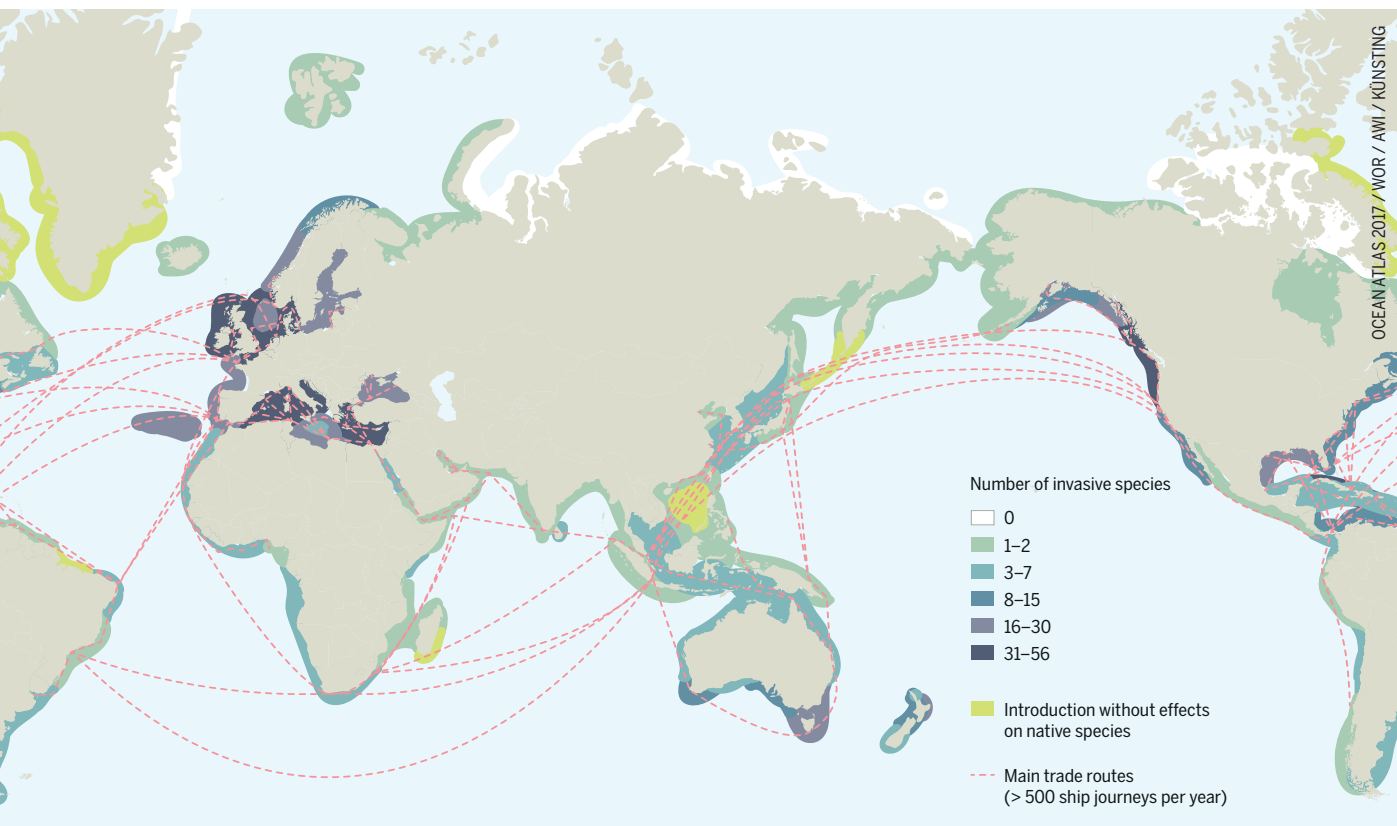 OCEAN ATLAS 2017 / WOR / AWI / KÜNSTING
Number of invasive species
0
1–2
3–7
8–15
16–30
31–56
Introduction without effects
on native species
Main trade routes
(> 500 ship journeys per year)